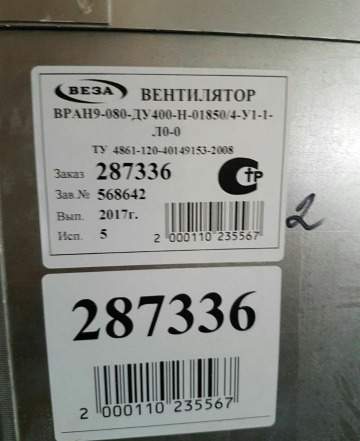 ВЕЗА ВЕНТИЛЯТОР
ВРАН9-080-ДУ400-Н-01850/4-У1-1-
Л0-0
ТУ 4861-120-40149153-2008
Заказ 287336
Зав.№ 568642
Вып. 2017г.
Исп. 5
СТР
2 000110 235567
2
287336
2 000110 235567